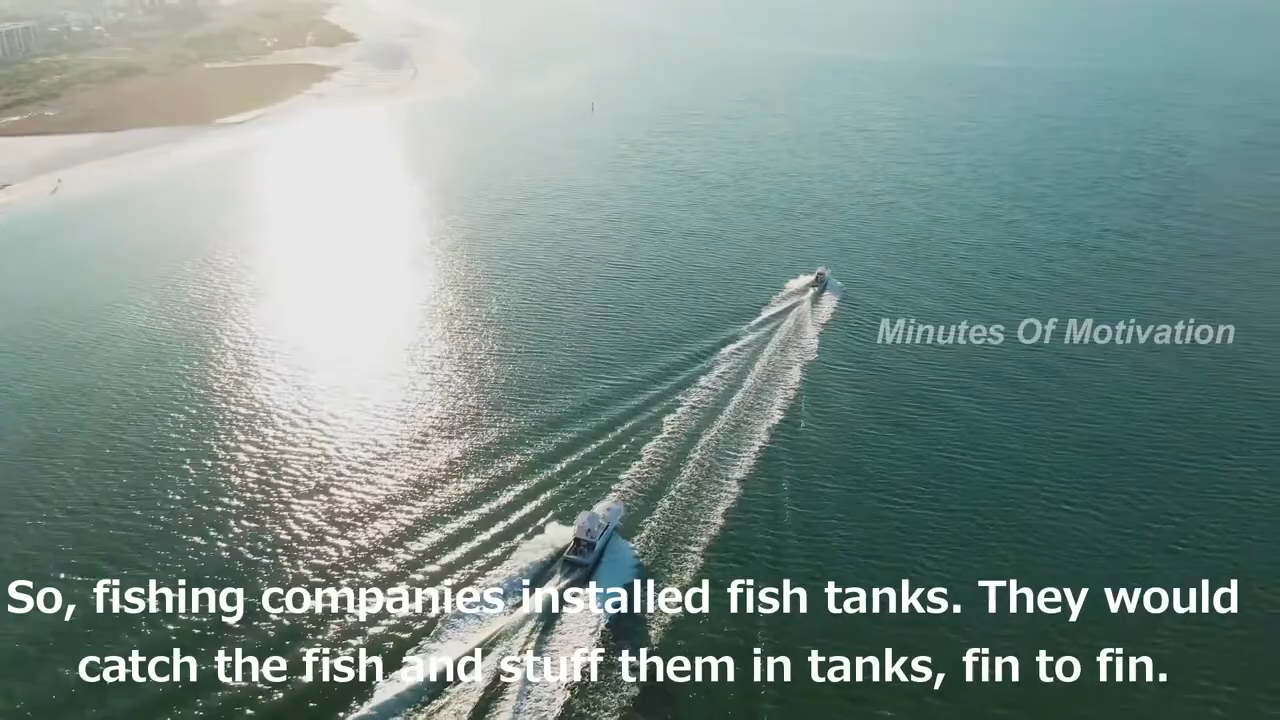 Minutes Of Motivation
So, fishing companies installed fish tanks. They would
catch the fish and stuff them in tanks, fin to fin.